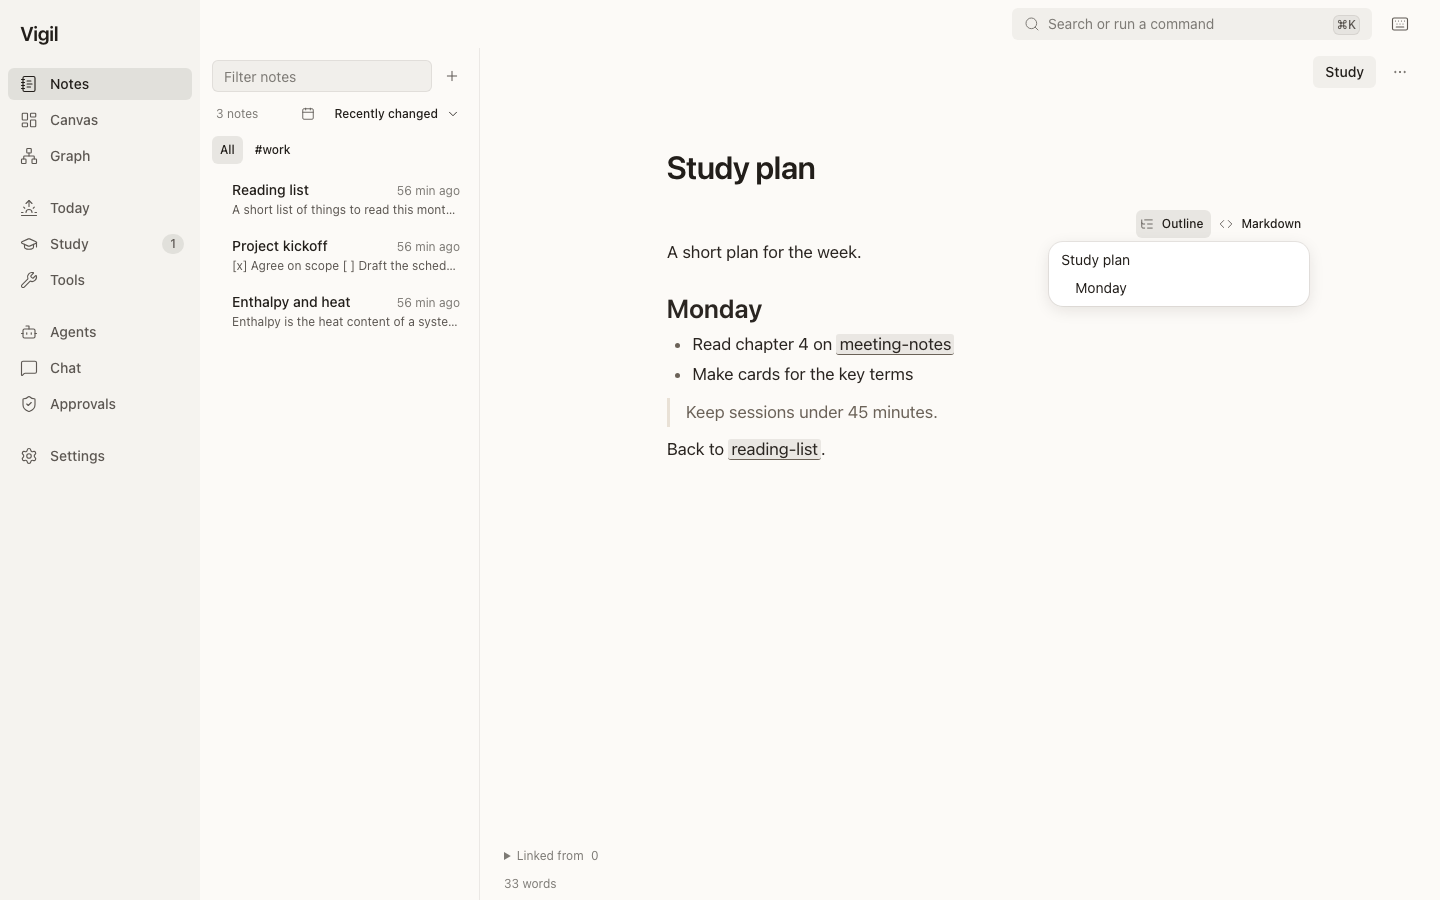 Vigil
Search or run a command
⌘K
Notes
Canvas
Graph
Today
Study
1
Tools
Agents
Chat
Approvals
Settings
Filter notes
3 notes
Recently changed
All
#work
Reading list
56 min ago
A short list of things to read this mont…
Project kickoff
56 min ago
[x] Agree on scope [ ] Draft the sched…
Enthalpy and heat
56 min ago
Enthalpy is the heat content of a syste…
Study
Study plan
Outline
Markdown
Study plan
Monday
A short plan for the week.
Monday
Read chapter 4 on meeting-notes
Make cards for the key terms
Keep sessions under 45 minutes.
Back to reading-list.
Linked from 0
33 words